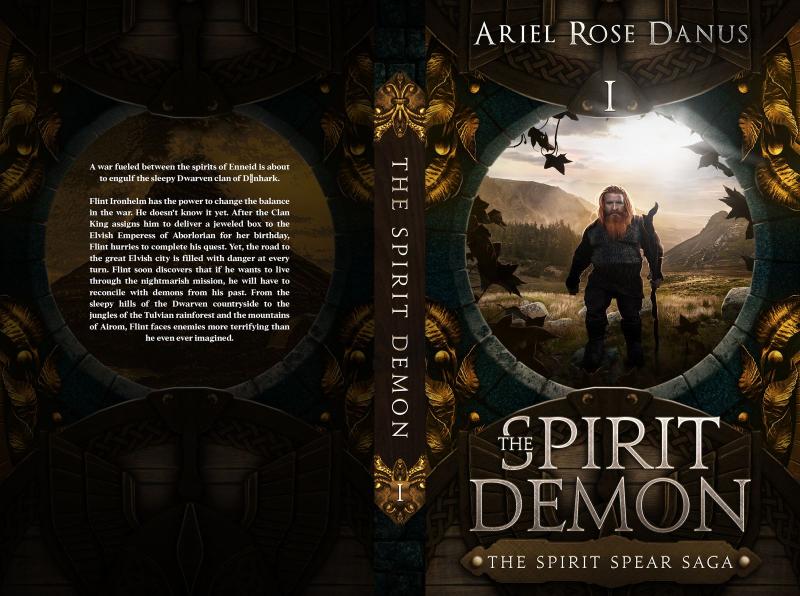 A war fueled between the spirits of Enneid is about
to engulf the sleepy Dwarven clan of
Flint Ironhelm has the power to change the balance
in the war. He doesn't know it yet. After the Clan
King assigns him to deliver a jeweled box to the
Elvish Emperess of Aborlorian for her birthday,
Flint hurries to complete his quest. Yet, the road to
the great Elvish city is filled with danger at every
turn. Flint soon discovers that if he wants to live
through the nightmarish mission, he will have to
reconcile with demons from his past. From the
sleepy hills of the Dwarven countryside to the
jungles of the Tulvian rainforest and the mountains
of Airom, Flint faces enemies more terrifying than
he even ever imagined.
THE SPIRIT DEMON
I
ARIEL ROSE DANUS
I
THE SPIRIT
DEMON
THE SPIRIT SPEAR SAGA